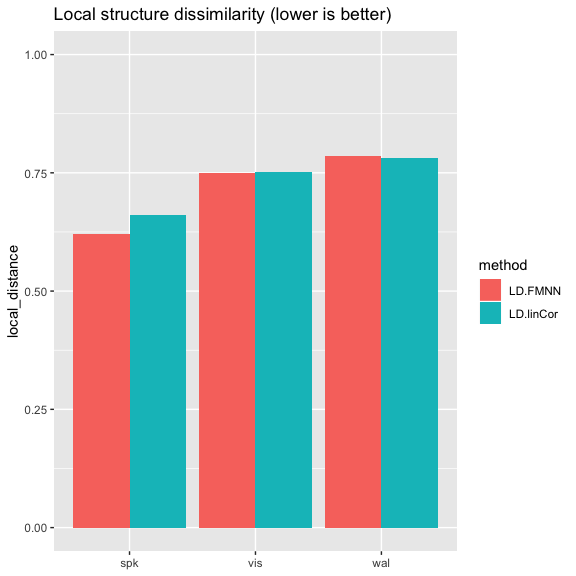 Local structure dissimilarity (lower is better)
1.00
0.75
0.50
0.25
0.00
local_distance
spk
vis
wal
method
LD.FMNN
LD.linCor